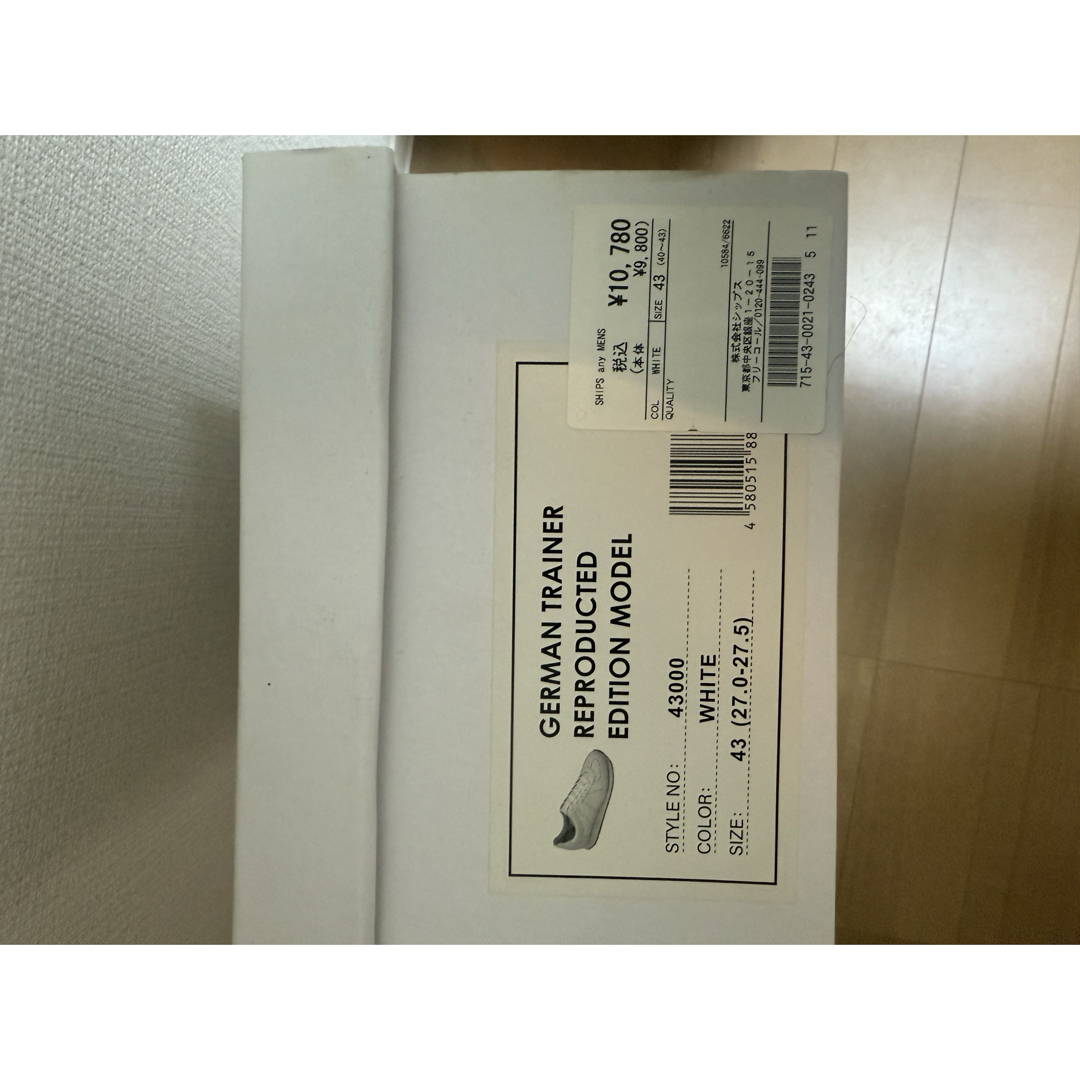 GERMAN TRAINER
REPRODUCTED
EDITION MODEL
STYLE NO: 43000
COLOR: WHITE
SIZE: 43 (27.0-27.5)
4 580515 88
SHIPS any MENS
税込 ¥10,780
(本体 ¥9,800)
COL WHITE SIZE 43 (40~43)
QUALITY
10584/6622
株式会社シップス
東京都中央区銀座1-20-15
フリーコール/0120-444-099
715-43-0021-0243 5 11